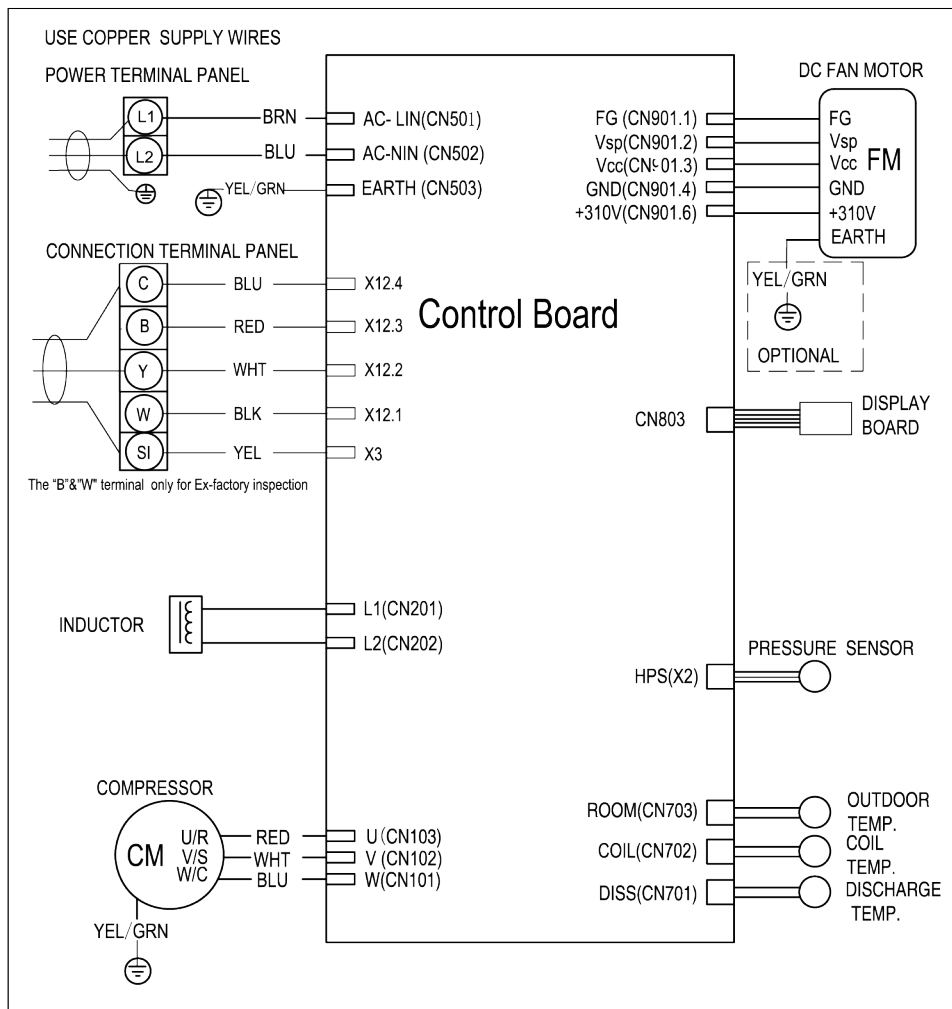 USE COPPER SUPPLY WIRES
POWER TERMINAL PANEL
L1
BRN
AC- LIN(CN501)
L2
BLU
AC-NIN (CN502)
YEL/GRN
EARTH (CN503)
CONNECTION TERMINAL PANEL
C
BLU
X12.4
B
RED
X12.3
Y
WHT
X12.2
W
BLK
X12.1
SI
YEL
X3
The "B"&"W" terminal only for Ex-factory inspection
Control Board
INDUCTOR
L1(CN201)
L2(CN202)
COMPRESSOR
CM
U/R
RED
U(CN103)
V/S
WHT
V (CN102)
W/C
BLU
W(CN101)
YEL/GRN
DC FAN MOTOR
FG (CN901.1)
FG
Vsp(CN901.2)
Vsp
Vcc(CN901.3)
Vcc
FM
GND(CN901.4)
GND
+310V(CN901.6)
+310V
EARTH
YEL/GRN
OPTIONAL
CN803
DISPLAY
BOARD
PRESSURE SENSOR
HPS(X2)
ROOM(CN703)
OUTDOOR
TEMP.
COIL(CN702)
COIL
TEMP.
DISS(CN701)
DISCHARGE
TEMP.